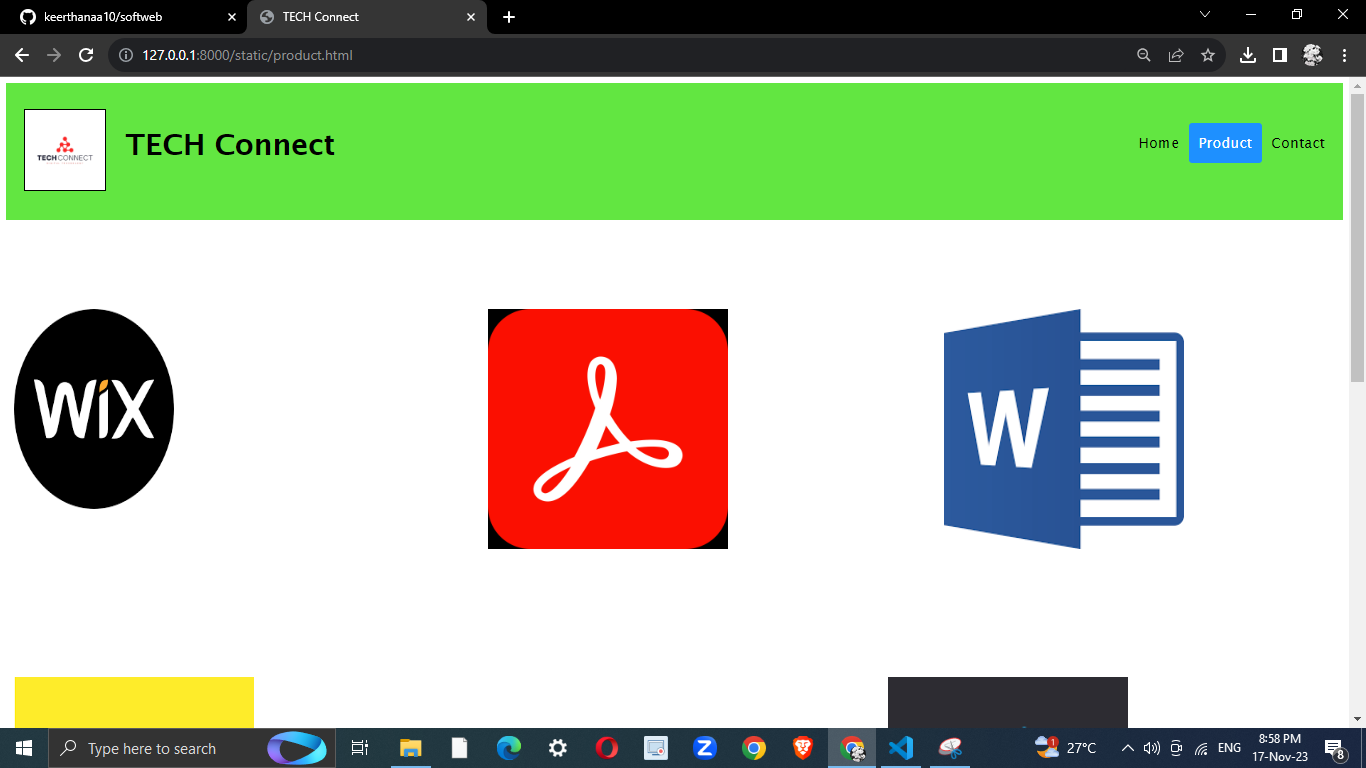 keerthanaa10/softweb
TECH Connect
127.0.0.1:8000/static/product.html
TECHCONNECT
TECH Connect
Home
Product
Contact
WiX
W
Type here to search
1
27°C
ENG
8:58 PM
17-Nov-23
8